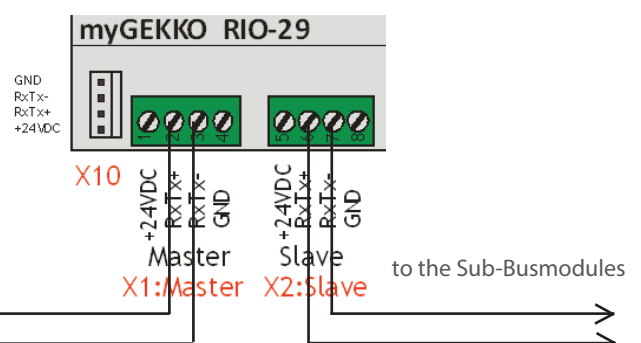 myGEKKO RIO-29
GND
RxTx-
RxTx+
+24VDC
1 2 3 4
5 6 7 8
X10
+24VDC
RxTx+
RxTx-
GND
+24VDC
RxTx+
RxTx-
GND
Master
Slave
X1:Master
X2:Slave
to the Sub-Busmodules